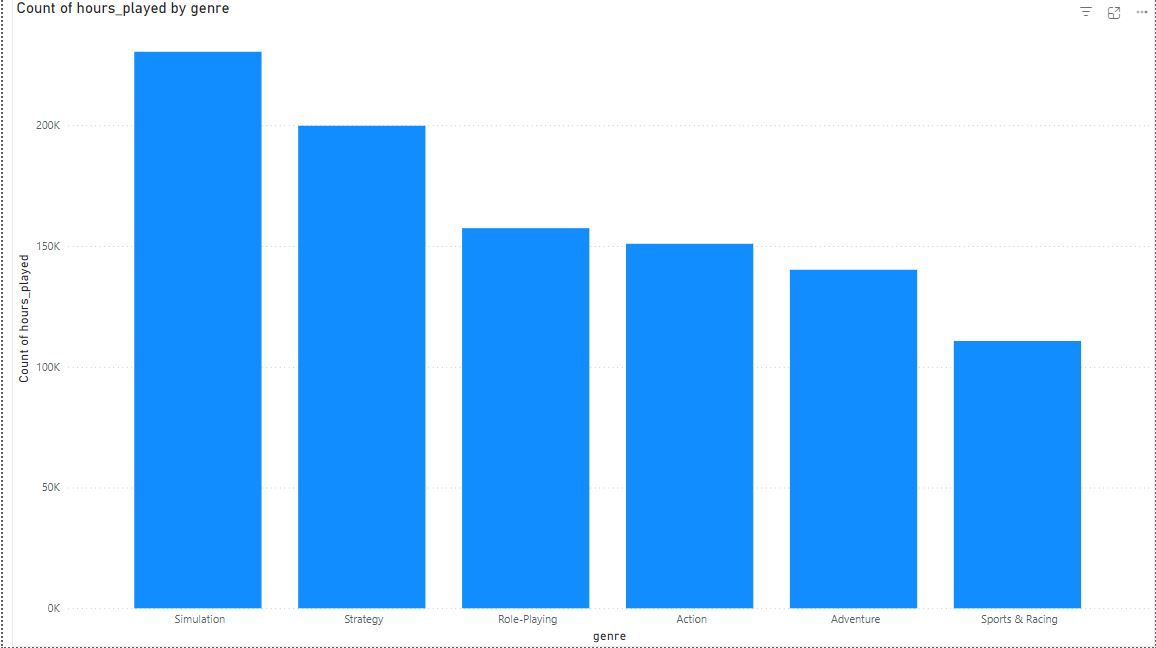 Count of hours_played by genre
200K
150K
100K
50K
0K
Count of hours_played
Simulation Strategy Role-Playing Action Adventure Sports & Racing
genre